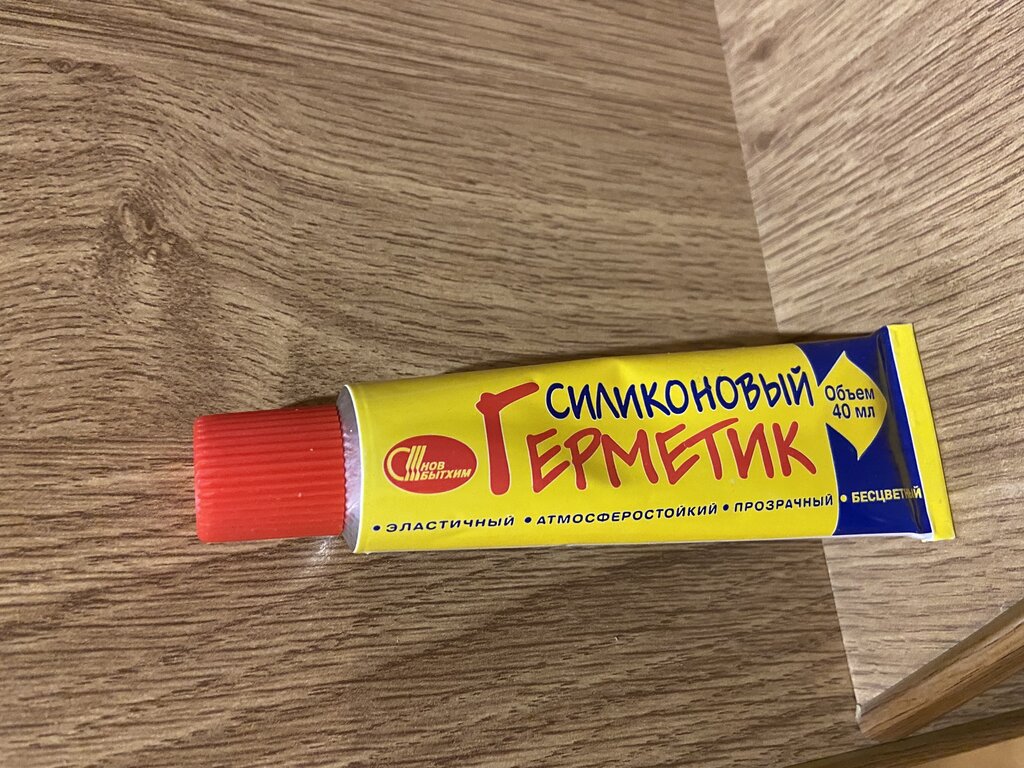 НОВ
БЫТХИМ
СИЛИКОНОВЫЙ
ГЕРМЕТИК
• ЭЛАСТИЧНЫЙ • АТМОСФЕРОСТОЙКИЙ • ПРОЗРАЧНЫЙ • БЕСЦВЕТНЫЙ
Объем
40 мл